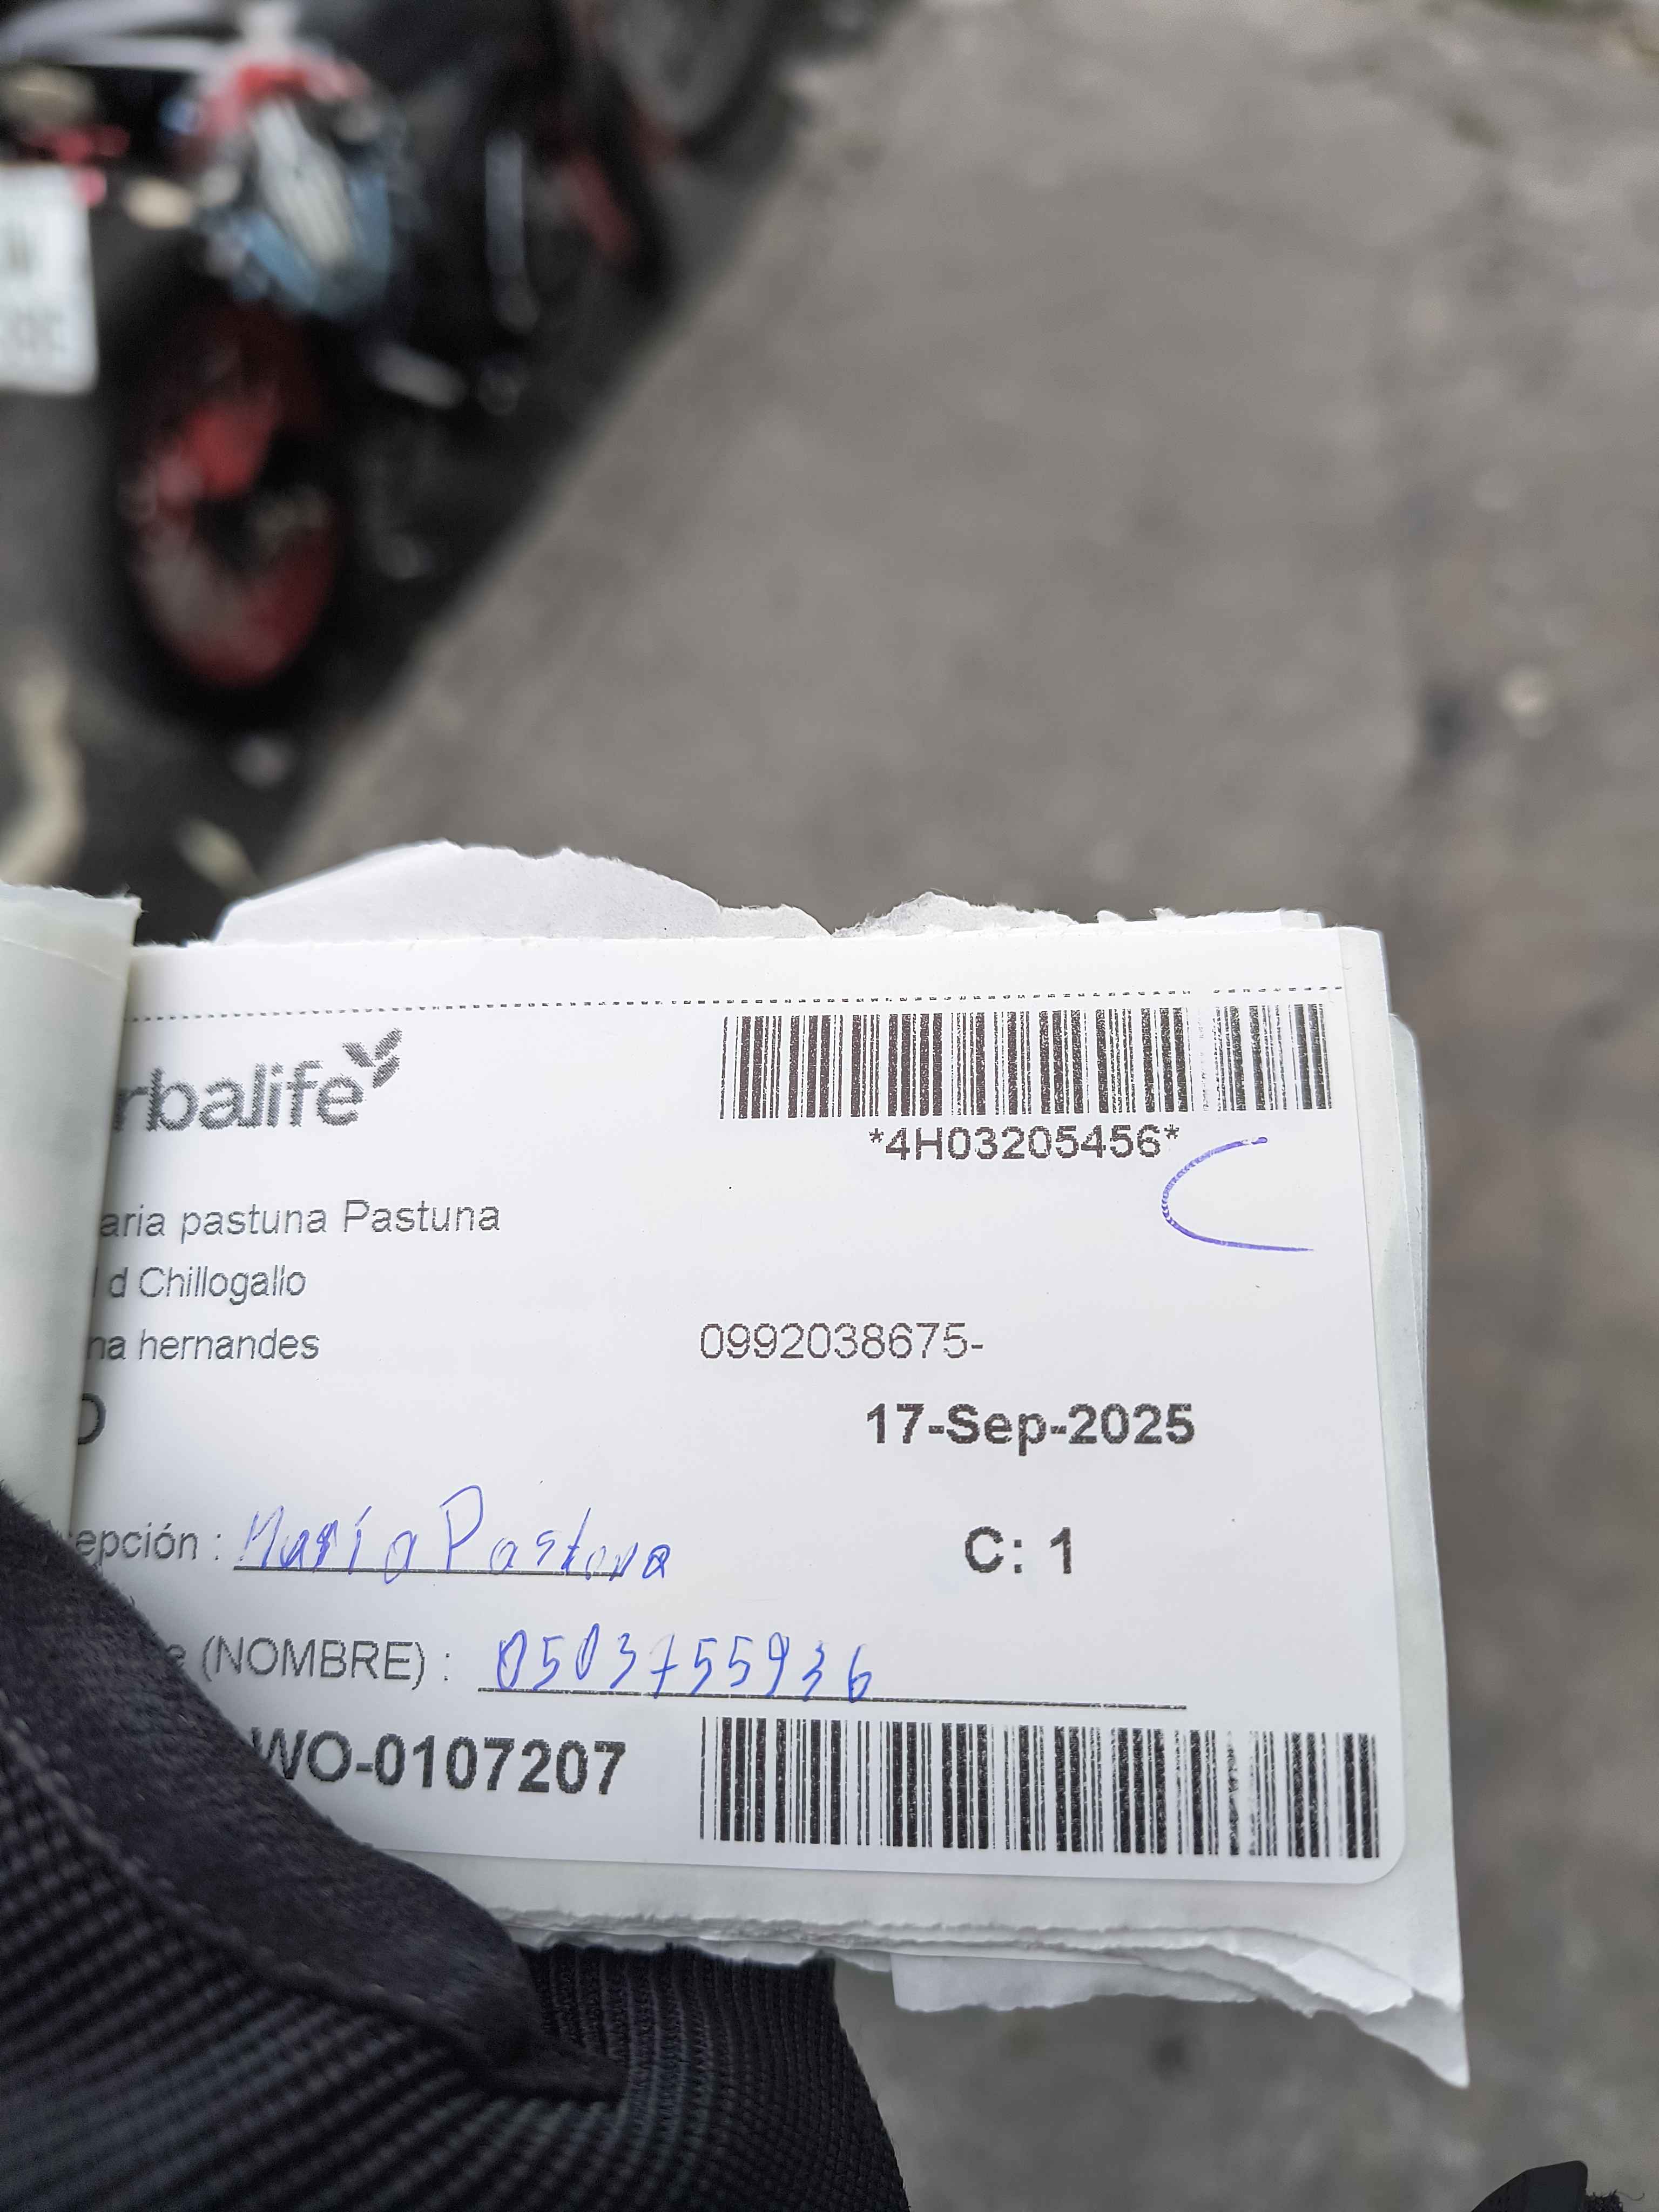 rbalife
*4H03205456*
aria pastuna Pastuna
d Chillogallo
na hernandes 0992038675-
O 17-Sep-2025
epción : María Pastuna C: 1
e (NOMBRE) : 0503755936
WO-0107207